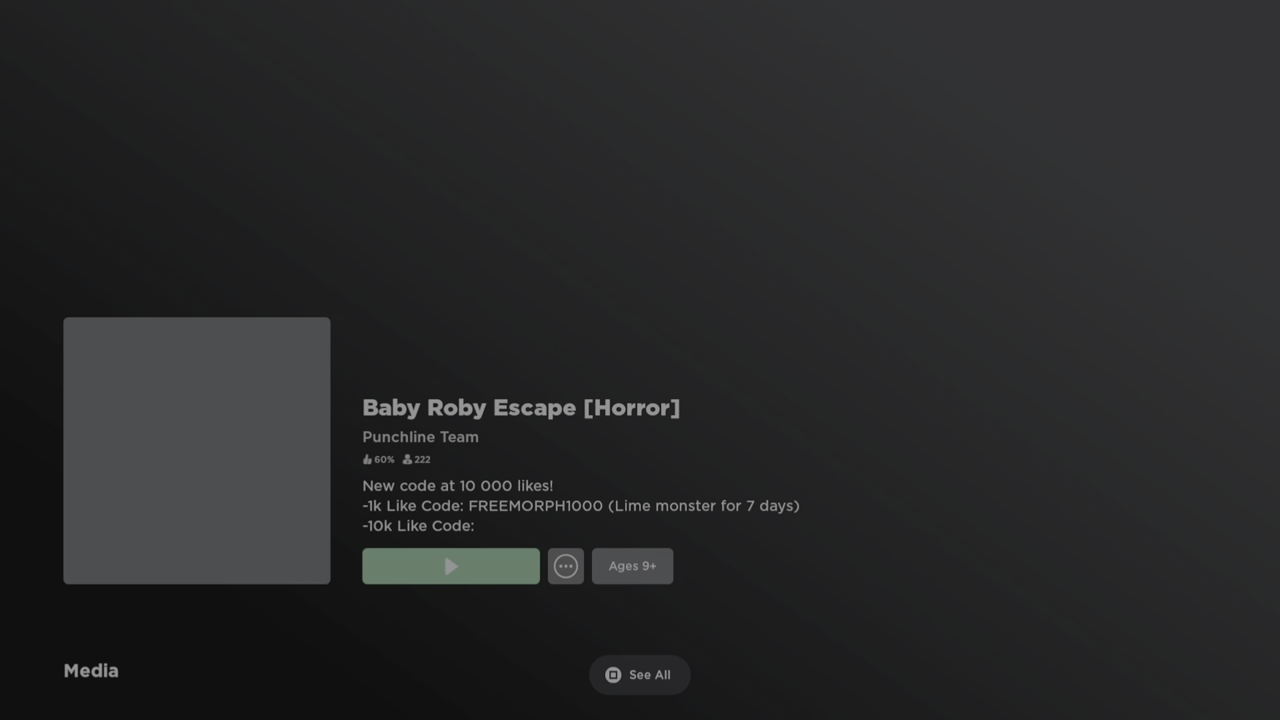 Baby Roby Escape [Horror]
Punchline Team
60% 222
New code at 10 000 likes!
-1k Like Code: FREEMORPH1000 (Lime monster for 7 days)
-10k Like Code:
Ages 9+
Media
See All